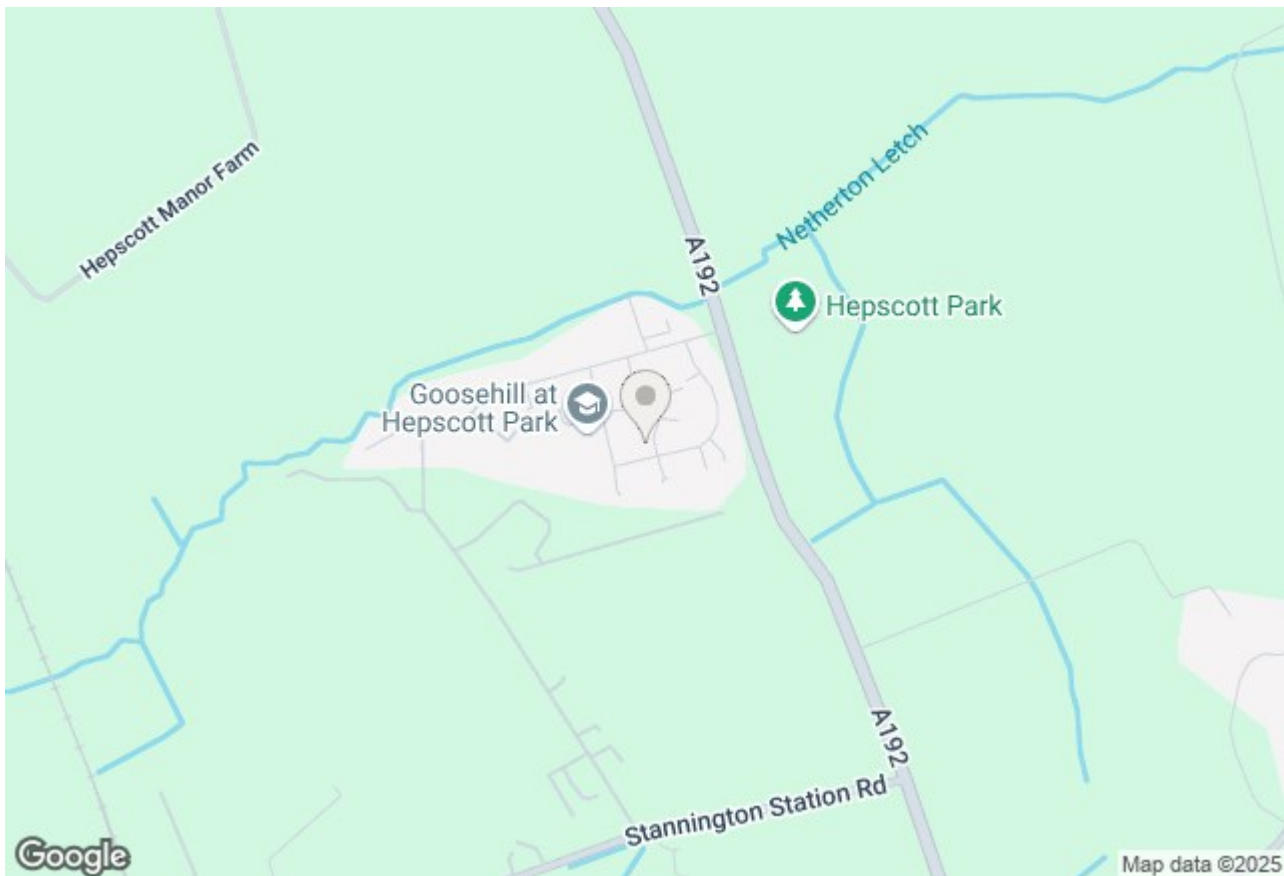 Hepscott Manor Farm
Netherton Letch
A192
Hepscott Park
Goosehill at
Hepscott Park
A192
Stannington Station Rd
Google
Map data ©2025